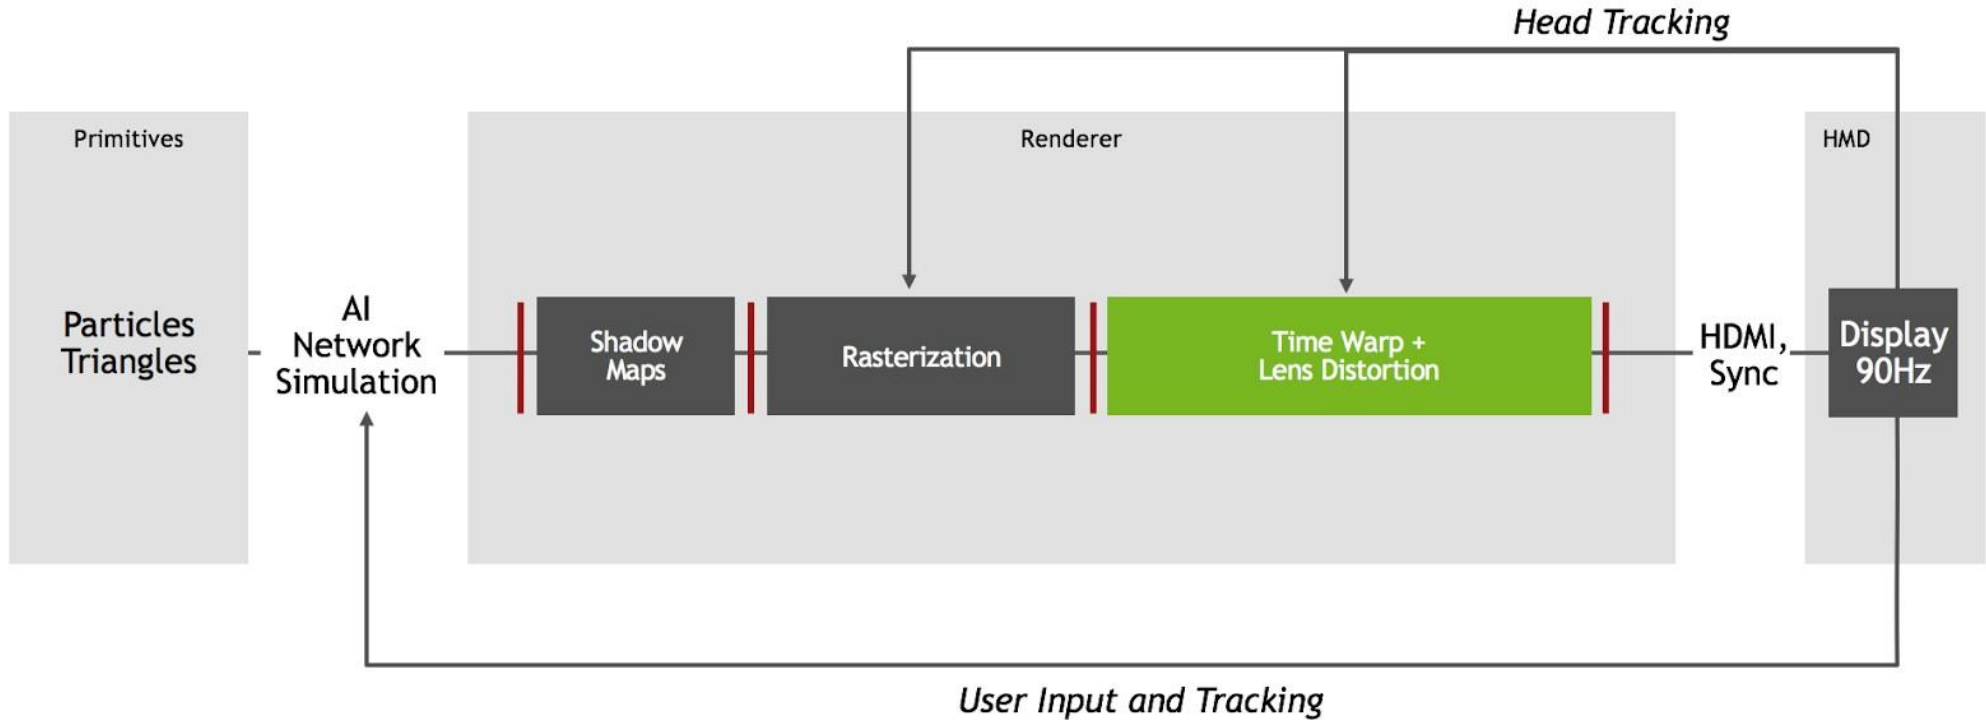 Head Tracking
Primitives
Renderer
HMD
Particles
Triangles
AI
Network
Simulation
Shadow
Maps
Rasterization
Time Warp +
Lens Distortion
HDMI,
Sync
Display
90Hz
User Input and Tracking